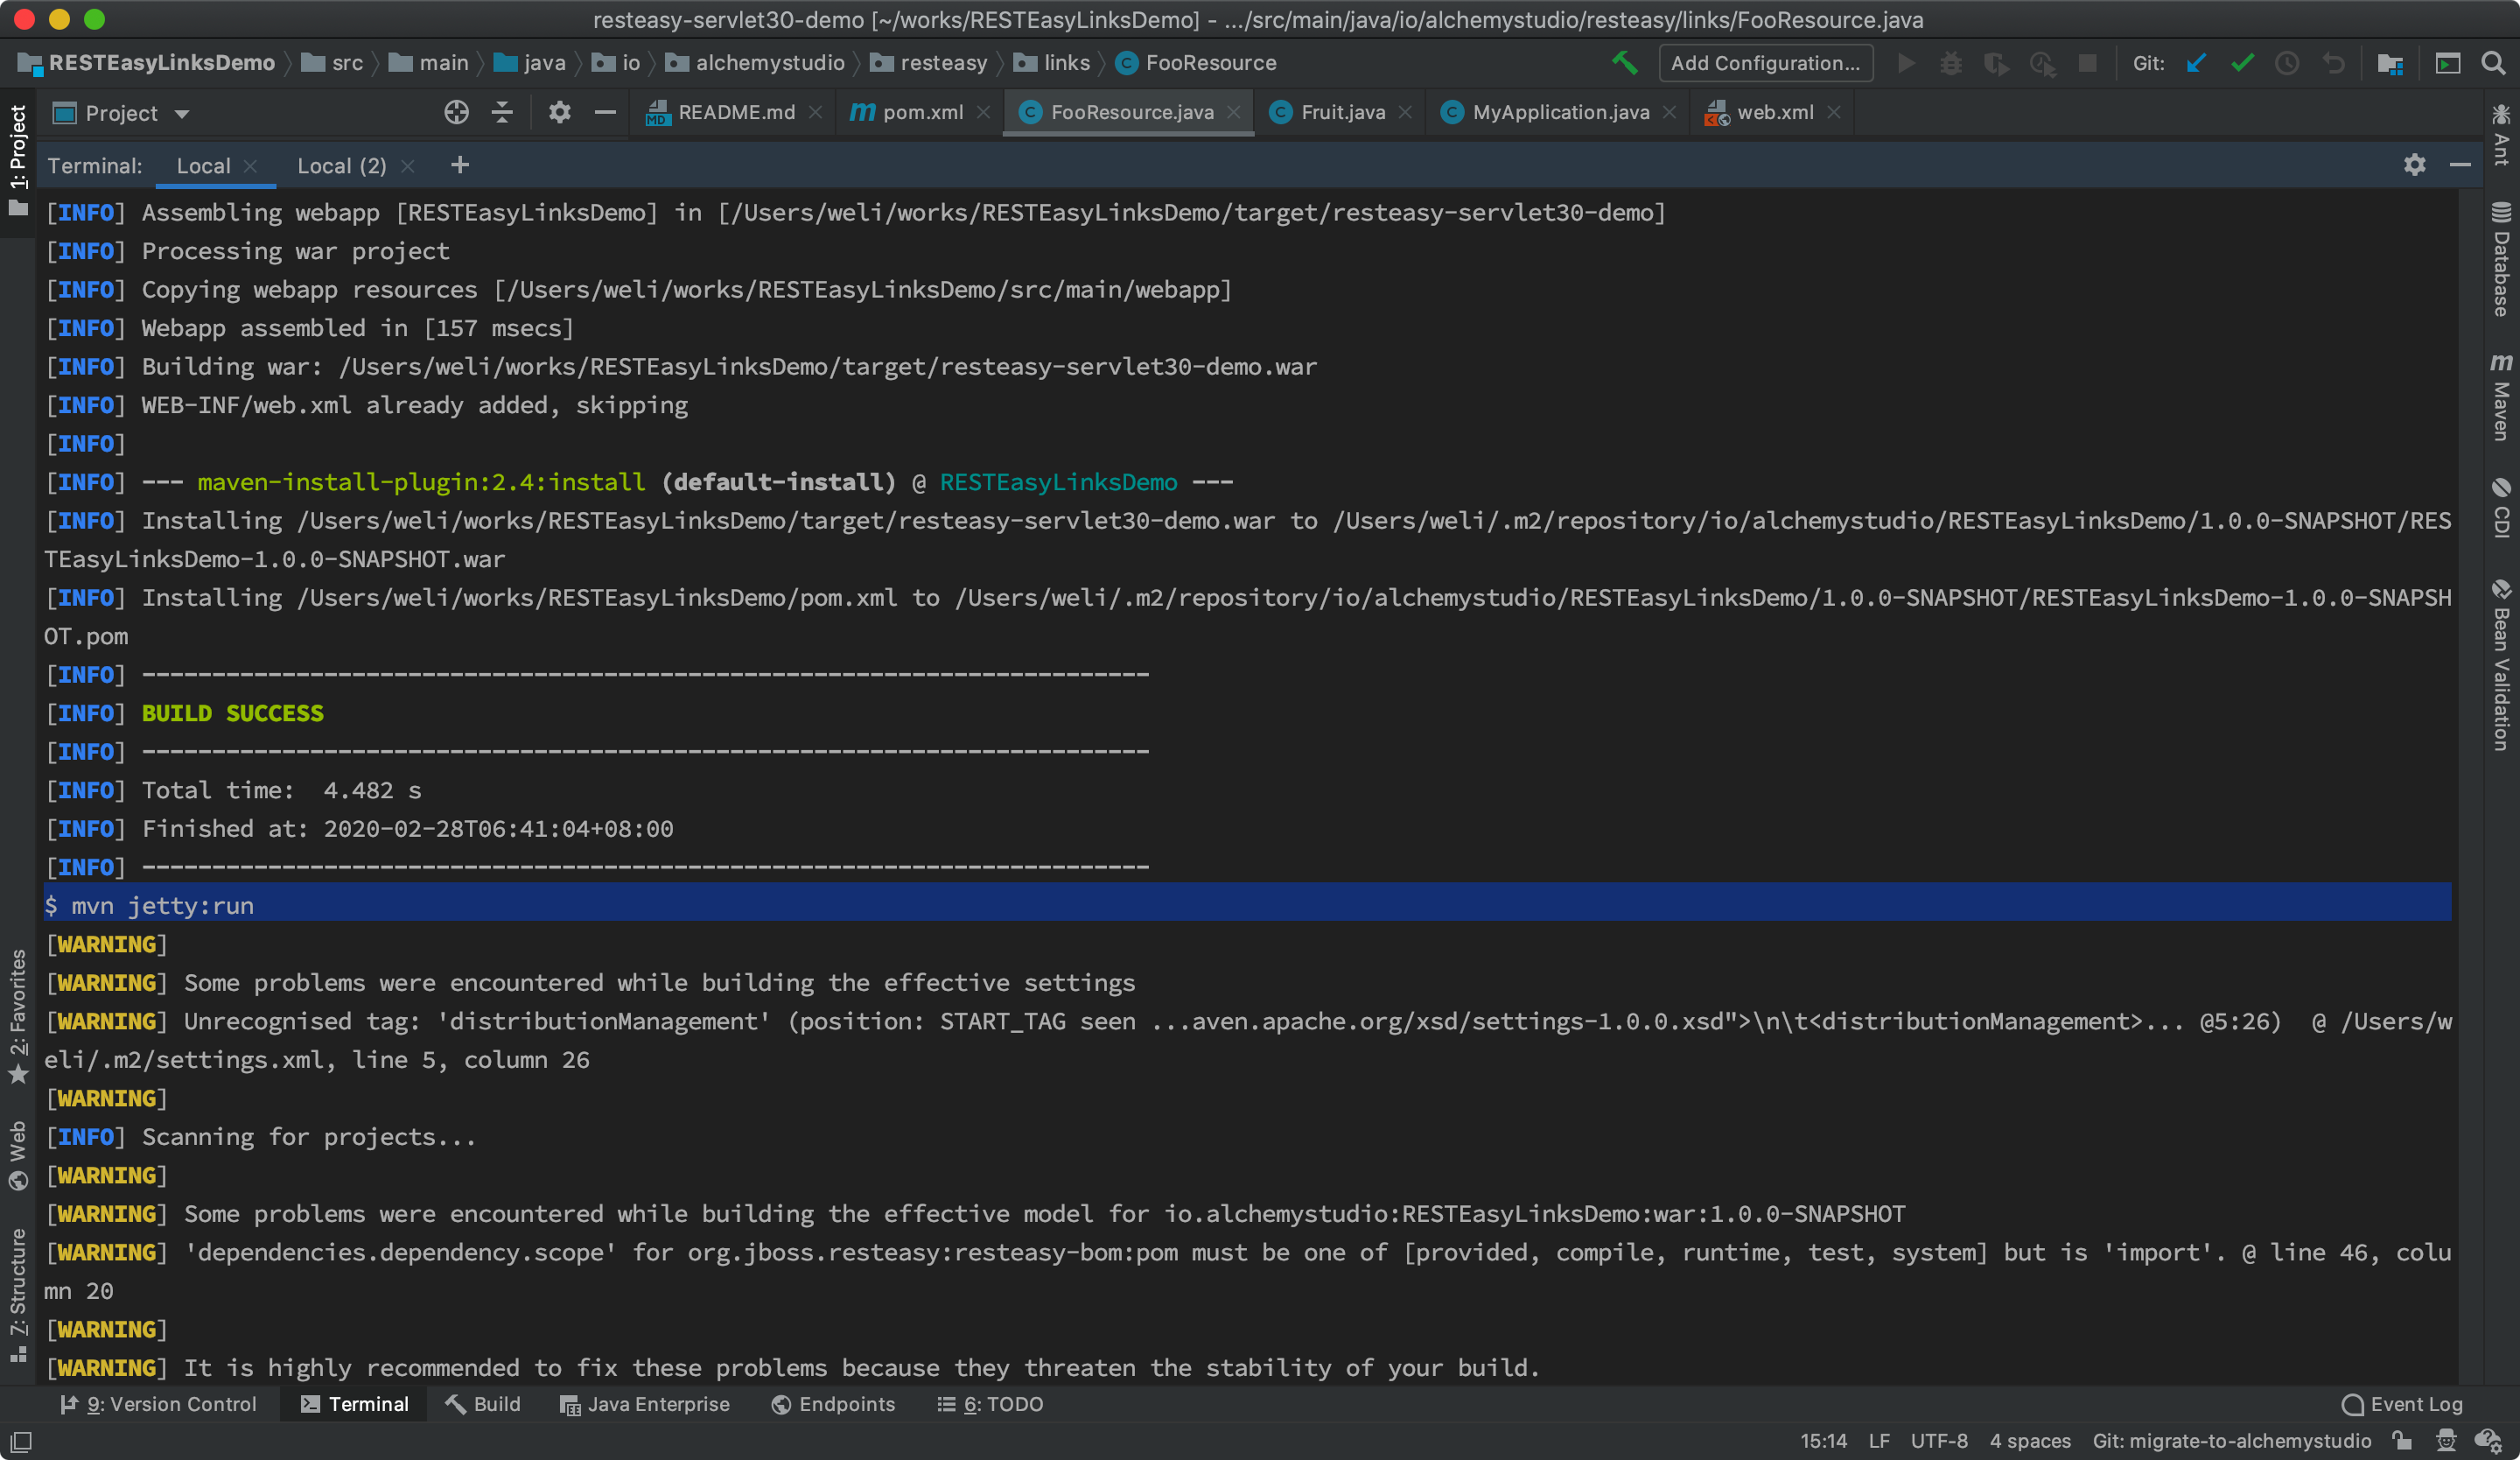 resteasy-servlet30-demo [~/works/RESTEasyLinksDemo] - .../src/main/java/io/alchemystudio/resteasy/links/FooResource.java
RESTEasyLinksDemo src main java io alchemystudio resteasy links FooResource Add Configuration... Git:
Project README.md pom.xml FooResource.java Fruit.java MyApplication.java web.xml
Terminal: Local Local (2) +
[INFO] Assembling webapp [RESTEasyLinksDemo] in [/Users/weli/works/RESTEasyLinksDemo/target/resteasy-servlet30-demo]
[INFO] Processing war project
[INFO] Copying webapp resources [/Users/weli/works/RESTEasyLinksDemo/src/main/webapp]
[INFO] Webapp assembled in [157 msecs]
[INFO] Building war: /Users/weli/works/RESTEasyLinksDemo/target/resteasy-servlet30-demo.war
[INFO] WEB-INF/web.xml already added, skipping
[INFO]
[INFO] --- maven-install-plugin:2.4:install (default-install) @ RESTEasyLinksDemo ---
[INFO] Installing /Users/weli/works/RESTEasyLinksDemo/target/resteasy-servlet30-demo.war to /Users/weli/.m2/repository/io/alchemystudio/RESTEasyLinksDemo/1.0.0-SNAPSHOT/RES
TEasyLinksDemo-1.0.0-SNAPSHOT.war
[INFO] Installing /Users/weli/works/RESTEasyLinksDemo/pom.xml to /Users/weli/.m2/repository/io/alchemystudio/RESTEasyLinksDemo/1.0.0-SNAPSHOT/RESTEasyLinksDemo-1.0.0-SNAPSH
OT.pom
[INFO] ------------------------------------------------------------------------
[INFO] BUILD SUCCESS
[INFO] ------------------------------------------------------------------------
[INFO] Total time:  4.482 s
[INFO] Finished at: 2020-02-28T06:41:04+08:00
[INFO] ------------------------------------------------------------------------
$ mvn jetty:run
[WARNING]
[WARNING] Some problems were encountered while building the effective settings
[WARNING] Unrecognised tag: 'distributionManagement' (position: START_TAG seen ...aven.apache.org/xsd/settings-1.0.0.xsd">\n\t<distributionManagement>... @5:26)  @ /Users/w
eli/.m2/settings.xml, line 5, column 26
[WARNING]
[INFO] Scanning for projects...
[WARNING]
[WARNING] Some problems were encountered while building the effective model for io.alchemystudio:RESTEasyLinksDemo:war:1.0.0-SNAPSHOT
[WARNING] 'dependencies.dependency.scope' for org.jboss.resteasy:resteasy-bom:pom must be one of [provided, compile, runtime, test, system] but is 'import'. @ line 46, colu
mn 20
[WARNING]
[WARNING] It is highly recommended to fix these problems because they threaten the stability of your build.
1: Project
2: Favorites
Web
7: Structure
Ant
Database
m Maven
CDI
Bean Validation
9: Version Control Terminal Build Java Enterprise Endpoints 6: TODO Event Log
15:14 LF UTF-8 4 spaces Git: migrate-to-alchemystudio